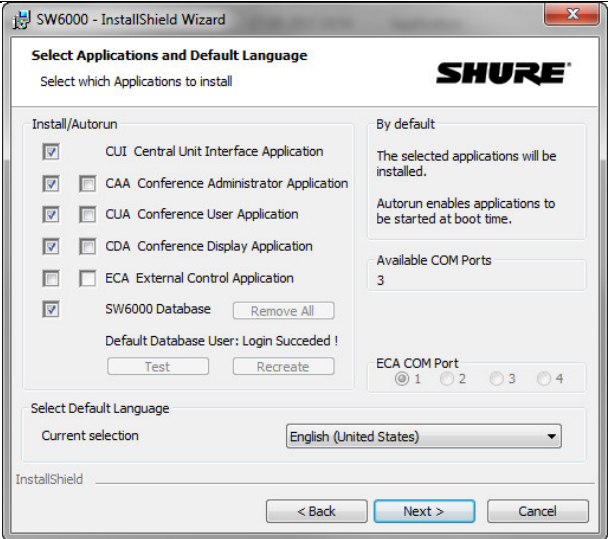 SW6000 - InstallShield Wizard
Select Applications and Default Language
Select which Applications to install
SHURE
Install/Autorun
CUI Central Unit Interface Application
CAA Conference Administrator Application
CUA Conference User Application
CDA Conference Display Application
ECA External Control Application
SW6000 Database
Remove All
Default Database User: Login Succeded !
Test
Recreate
By default
The selected applications will be
installed.
Autorun enables applications to
be started at boot time.
Available COM Ports
3
ECA COM Port
1 2 3 4
Select Default Language
Current selection
English (United States)
InstallShield
< Back
Next >
Cancel